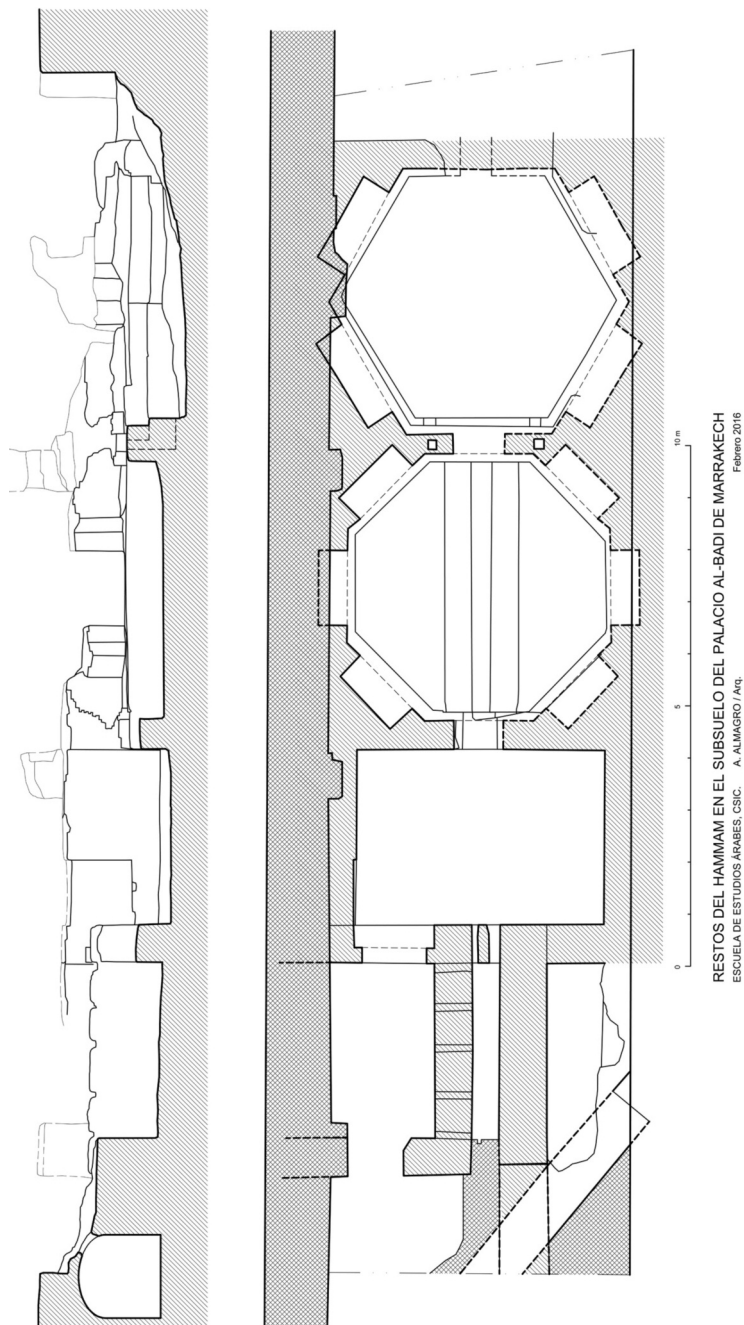 0
5
10 m
RESTOS DEL HAMMAM EN EL SUBSUELO DEL PALACIO AL-BADI DE MARRAKECH
ESCUELA DE ESTUDIOS ÁRABES, CSIC. A. ALMAGRO / Arq. Febrero 2016